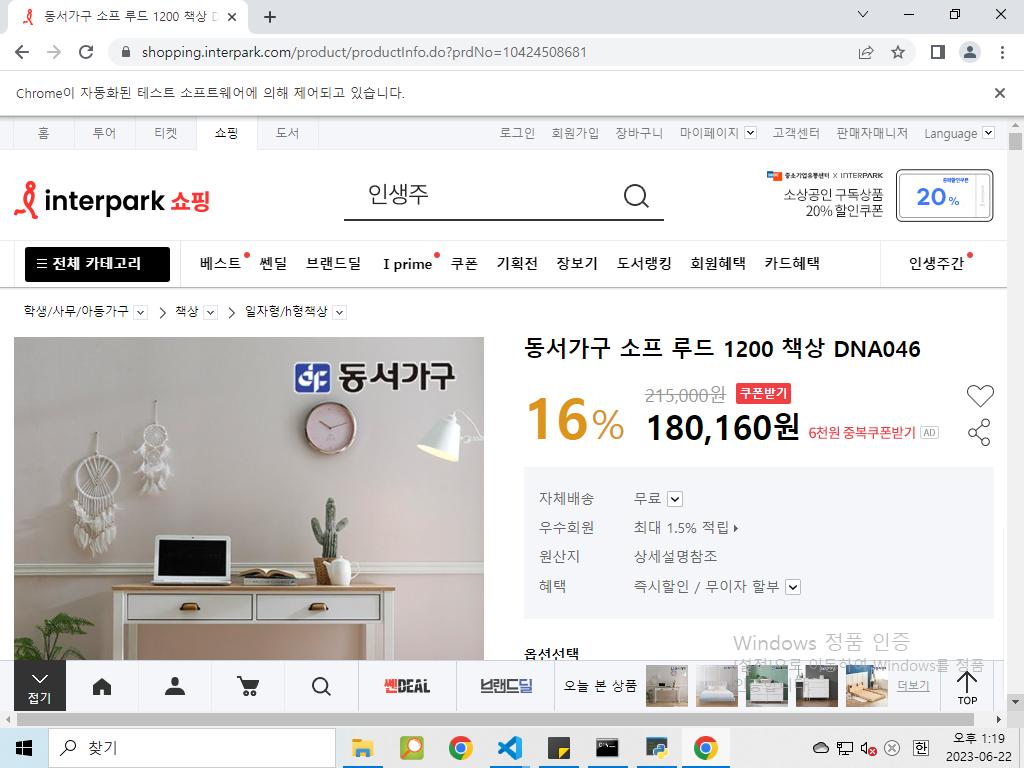 동서가구 소프 루드 1200 책상 D
shopping.interpark.com/product/productInfo.do?prdNo=10424508681
Chrome이 자동화된 테스트 소프트웨어에 의해 제어되고 있습니다.
홈 투어 티켓 쇼핑 도서 로그인 회원가입 장바구니 마이페이지 고객센터 판매자매니저 Language
interpark 쇼핑 인생주
중소기업유통센터 X INTERPARK
소상공인 구독상품
20% 할인쿠폰
20%
전체 카테고리 베스트 쎈딜 브랜드딜 I prime 쿠폰 기획전 장보기 도서랭킹 회원혜택 카드혜택 인생주간
학생/사무/아동가구 책상 일자형/h형책상
동서가구
동서가구 소프 루드 1200 책상 DNA046
16% 215,000원 쿠폰받기
180,160원 6천원 중복쿠폰받기 AD
자체배송 무료
우수회원 최대 1.5% 적립
원산지 상세설명참조
혜택 즉시할인 / 무이자 할부
옵션선택
Windows 정품 인증
[설정]으로 이동하여 Windows를 정품
인증합니다.
접기 쎈DEAL 브랜드딜 오늘 본 상품 더보기 TOP
찾기
한
오후 1:19
2023-06-22